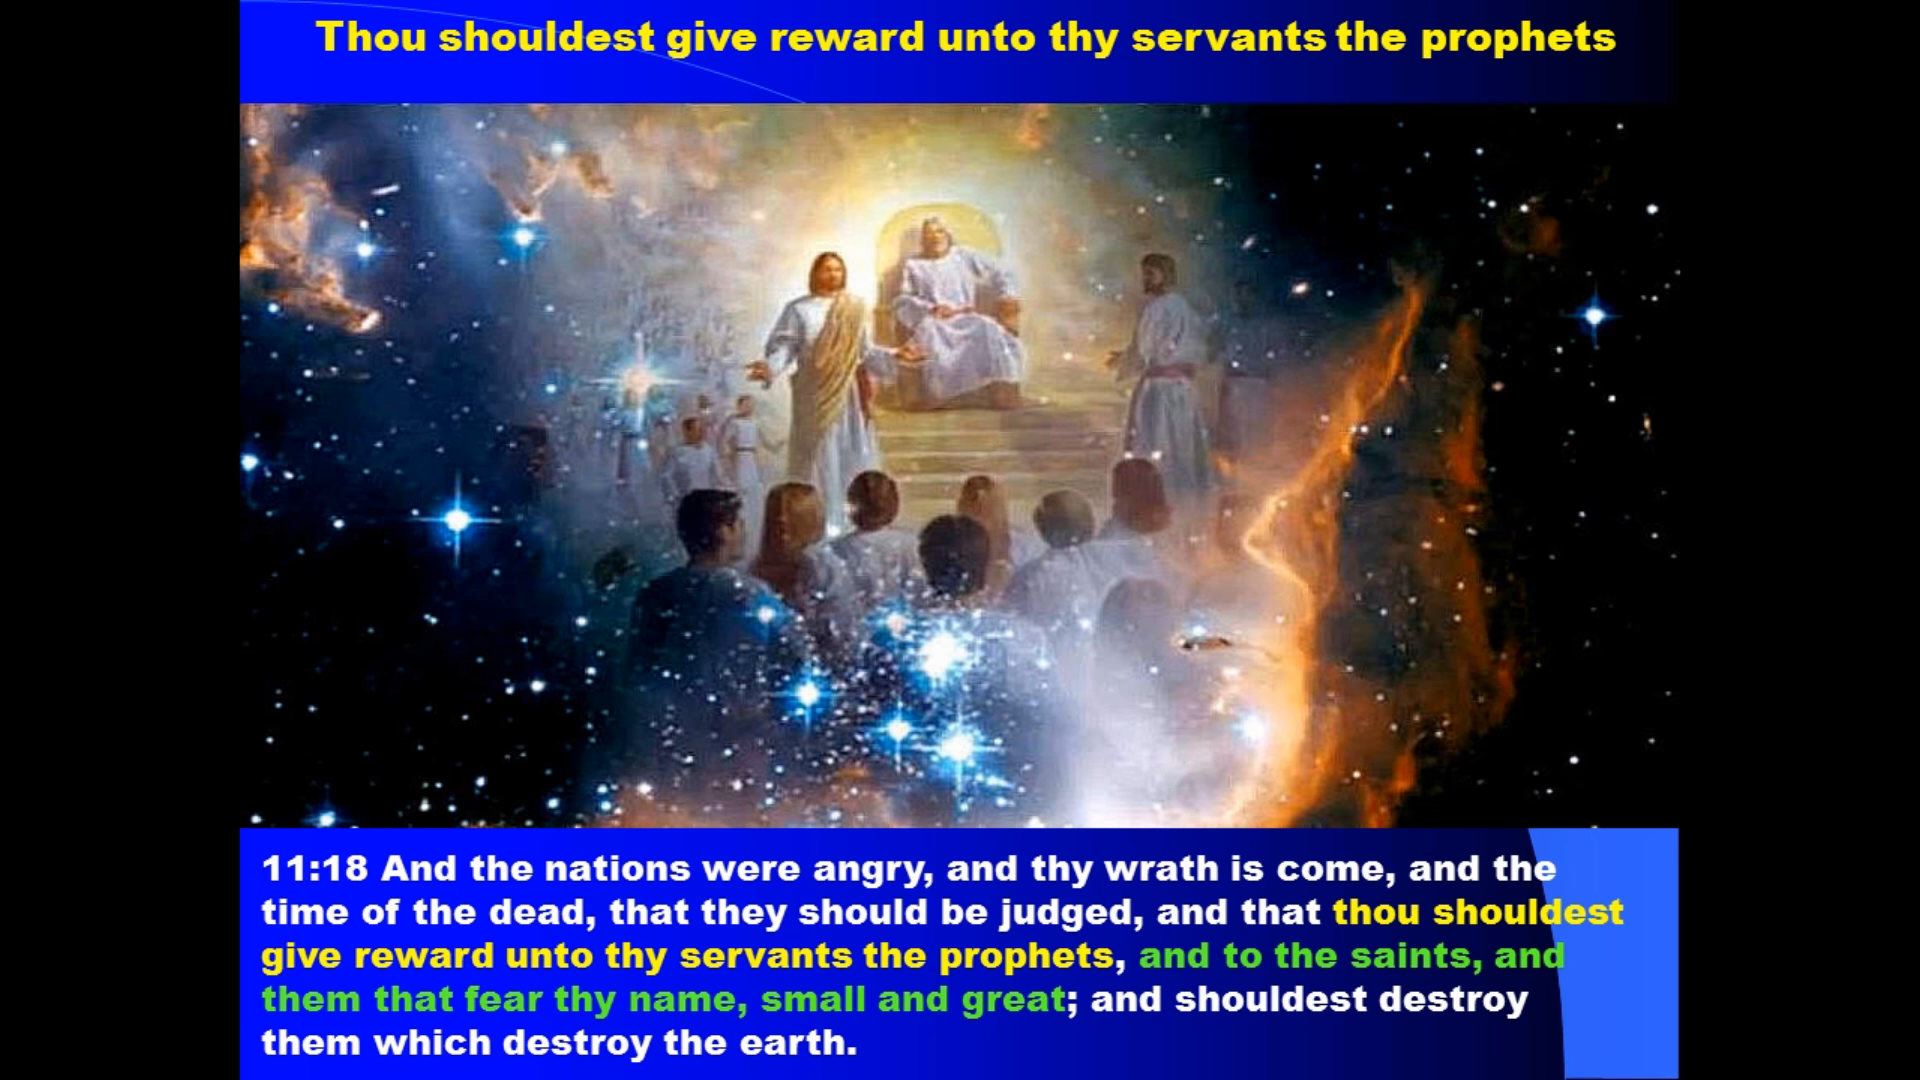 Thou shouldest give reward unto thy servants the prophets
11:18 And the nations were angry, and thy wrath is come, and the
time of the dead, that they should be judged, and that thou shouldest
give reward unto thy servants the prophets, and to the saints, and
them that fear thy name, small and great; and shouldest destroy
them which destroy the earth.